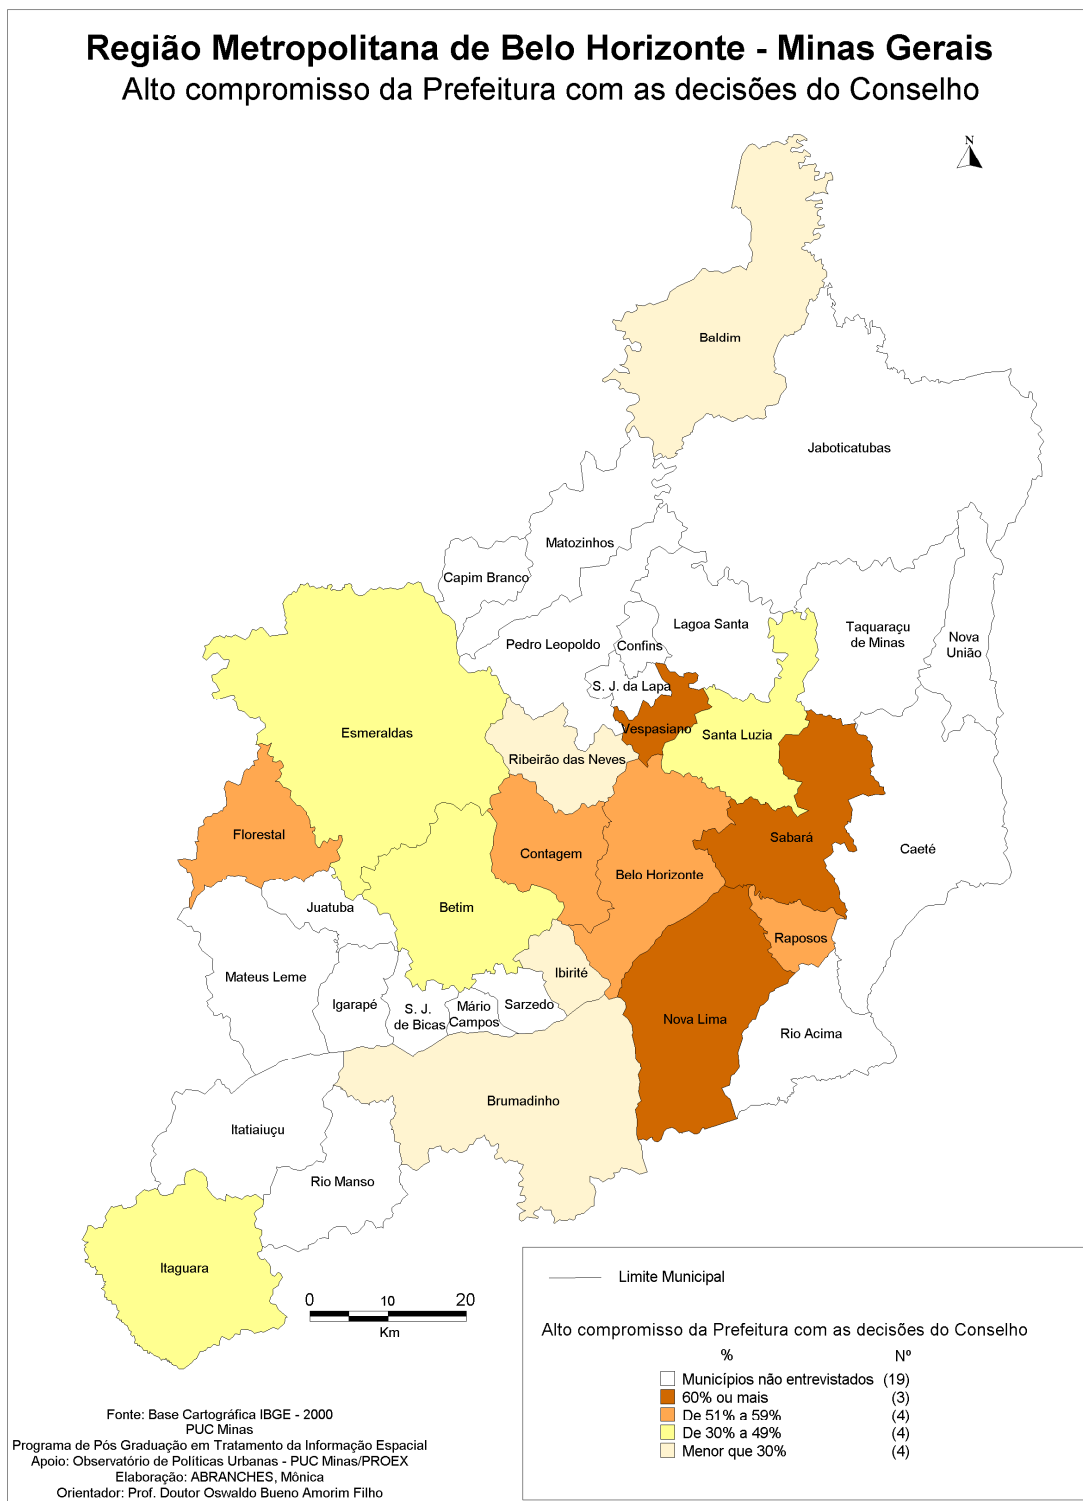 Região Metropolitana de Belo Horizonte - Minas Gerais
Alto compromisso da Prefeitura com as decisões do Conselho
N
Baldim
Jaboticatubas
Matozinhos
Capim Branco
Lagoa Santa
Taquaraçu
de Minas
Nova
União
Pedro Leopoldo
Confins
S. J. da Lapa
Vespasiano
Santa Luzia
Esmeraldas
Ribeirão das Neves
Florestal
Contagem
Sabará
Caeté
Belo Horizonte
Juatuba
Betim
Raposos
Mateus Leme
Ibirité
Igarapé
S. J.
de Bicas
Mário
Campos
Sarzedo
Nova Lima
Rio Acima
Brumadinho
Itatiaiuçu
Rio Manso
Itaguara
0 10 20
Km
Limite Municipal
Alto compromisso da Prefeitura com as decisões do Conselho
% Nº
Municípios não entrevistados (19)
60% ou mais (3)
De 51% a 59% (4)
De 30% a 49% (4)
Menor que 30% (4)
Fonte: Base Cartográfica IBGE - 2000
PUC Minas
Programa de Pós Graduação em Tratamento da Informação Espacial
Apoio: Observatório de Políticas Urbanas - PUC Minas/PROEX
Elaboração: ABRANCHES, Mônica
Orientador: Prof. Doutor Oswaldo Bueno Amorim Filho